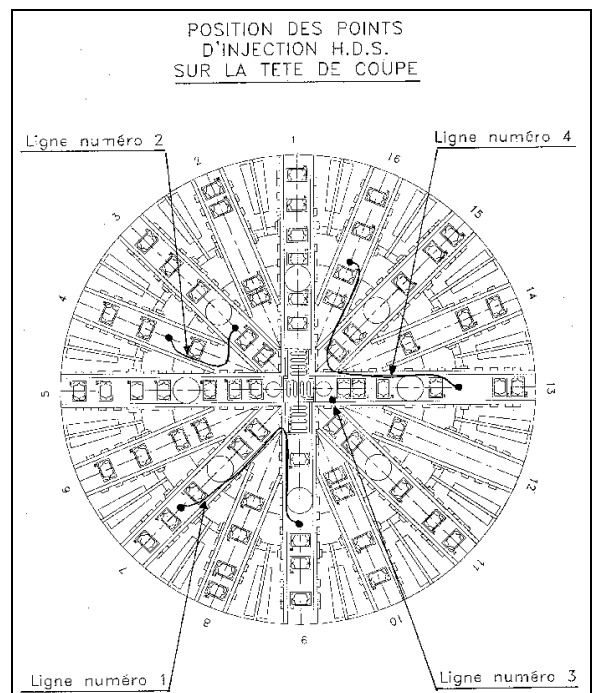 POSITION DES POINTS
D'INJECTION H.D.S.
SUR LA TETE DE COUPE
Ligne numéro 2
Ligne numéro 4
1
2
16
3
15
4
14
5
13
6
12
7
11
8
10
9
Ligne numéro 1
Ligne numéro 3